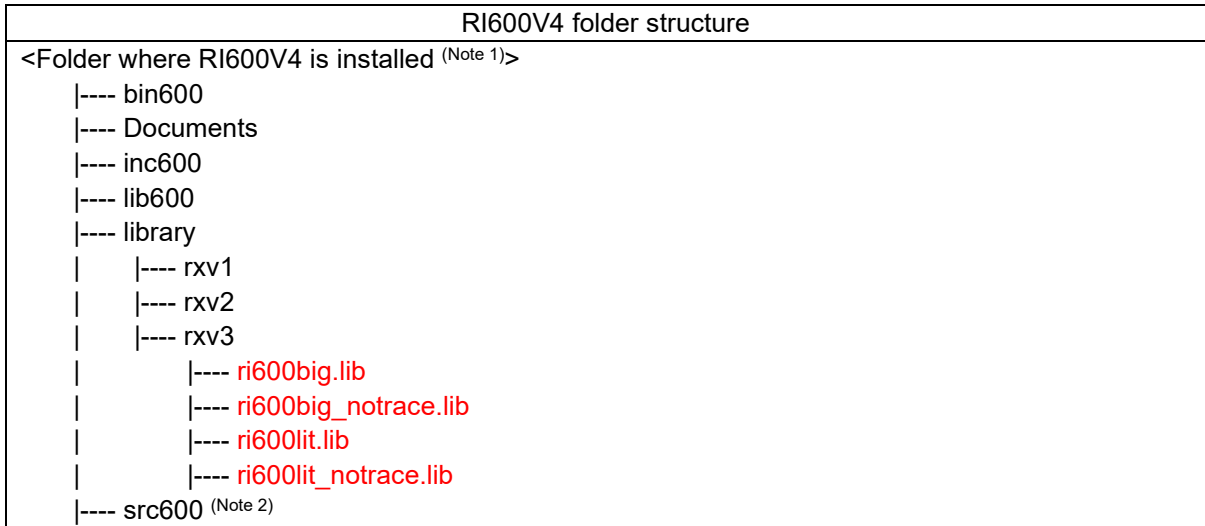 RI600V4 folder structure
<Folder where RI600V4 is installed (Note 1)>
|---- bin600
|---- Documents
|---- inc600
|---- lib600
|---- library
| |---- rxv1
| |---- rxv2
| |---- rxv3
| |---- ri600big.lib
| |---- ri600big_notrace.lib
| |---- ri600lit.lib
| |---- ri600lit_notrace.lib
|---- src600 (Note 2)